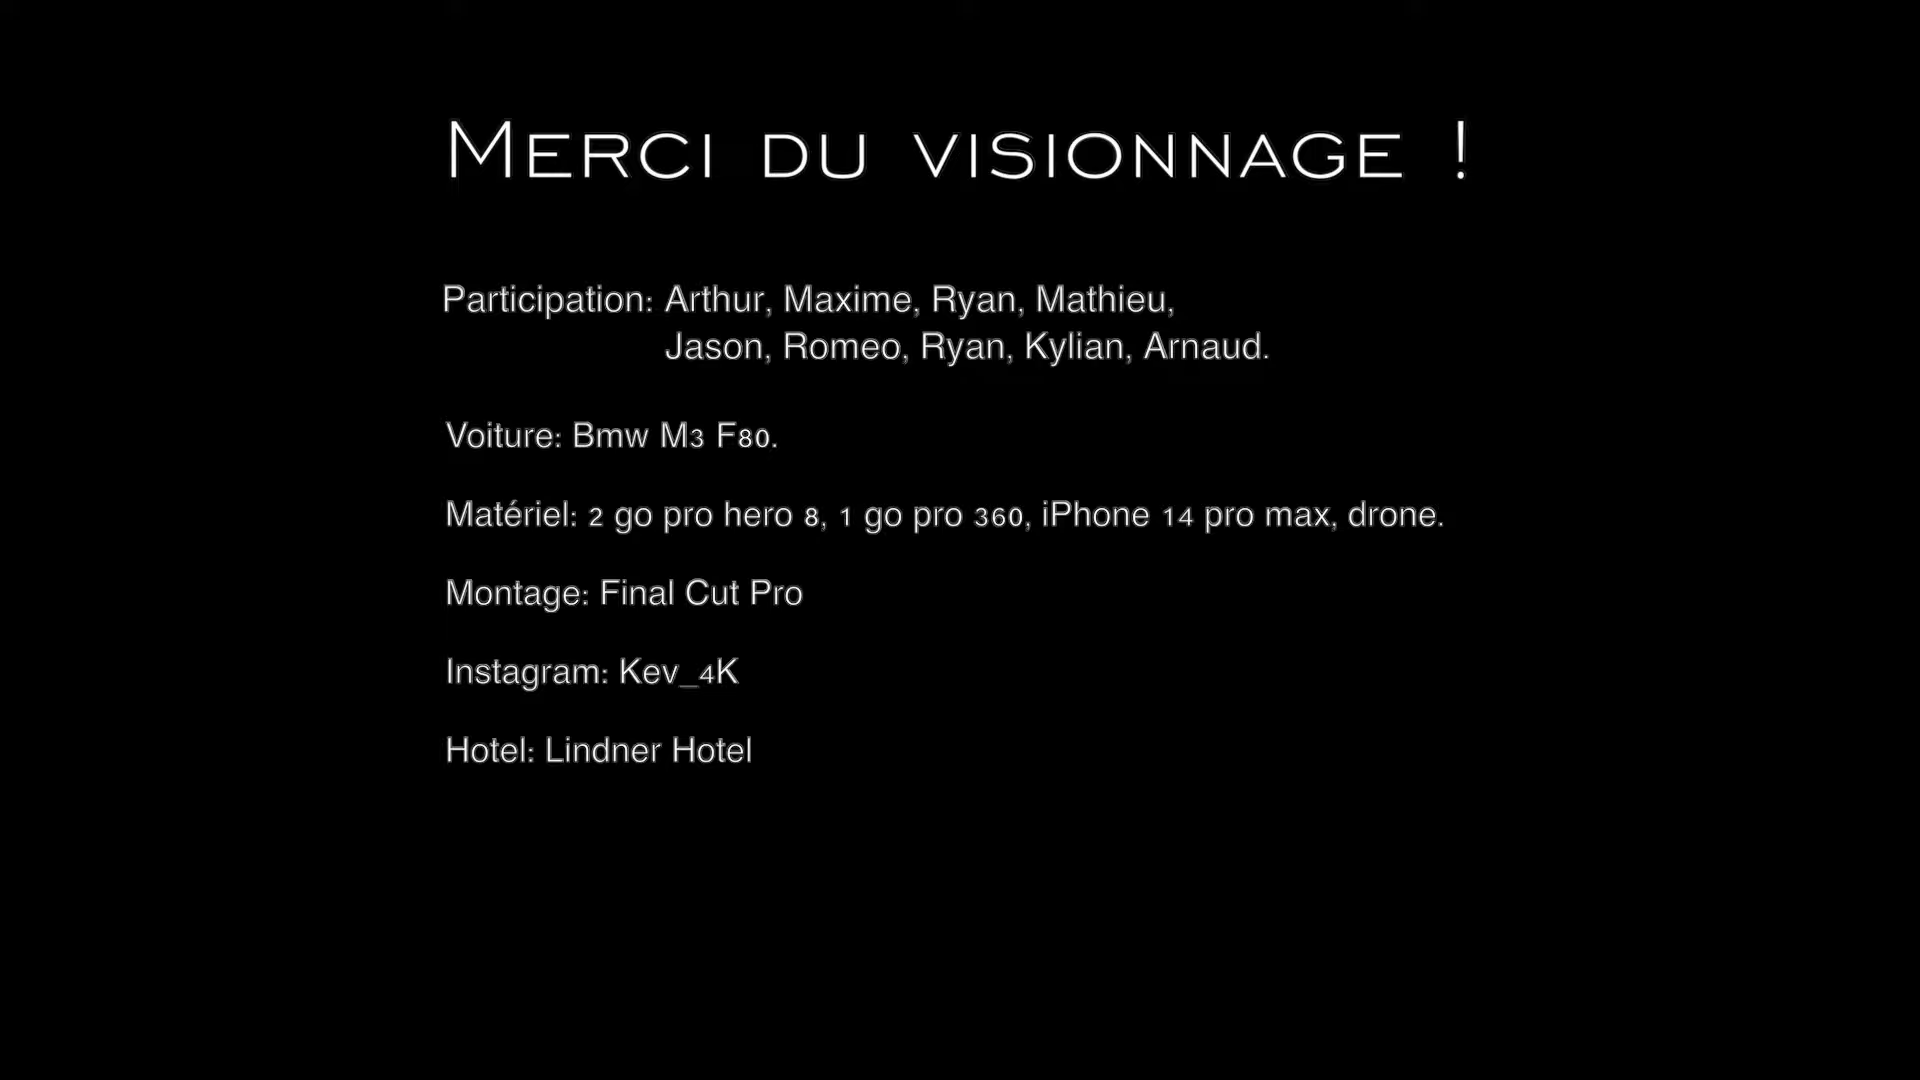 MERCI DU VISIONNAGE !
Participation: Arthur, Maxime, Ryan, Mathieu,
Jason, Romeo, Ryan, Kylian, Arnaud.
Voiture: Bmw M3 F80.
Matériel: 2 go pro hero 8, 1 go pro 360, iPhone 14 pro max, drone.
Montage: Final Cut Pro
Instagram: Kev_4K
Hotel: Lindner Hotel